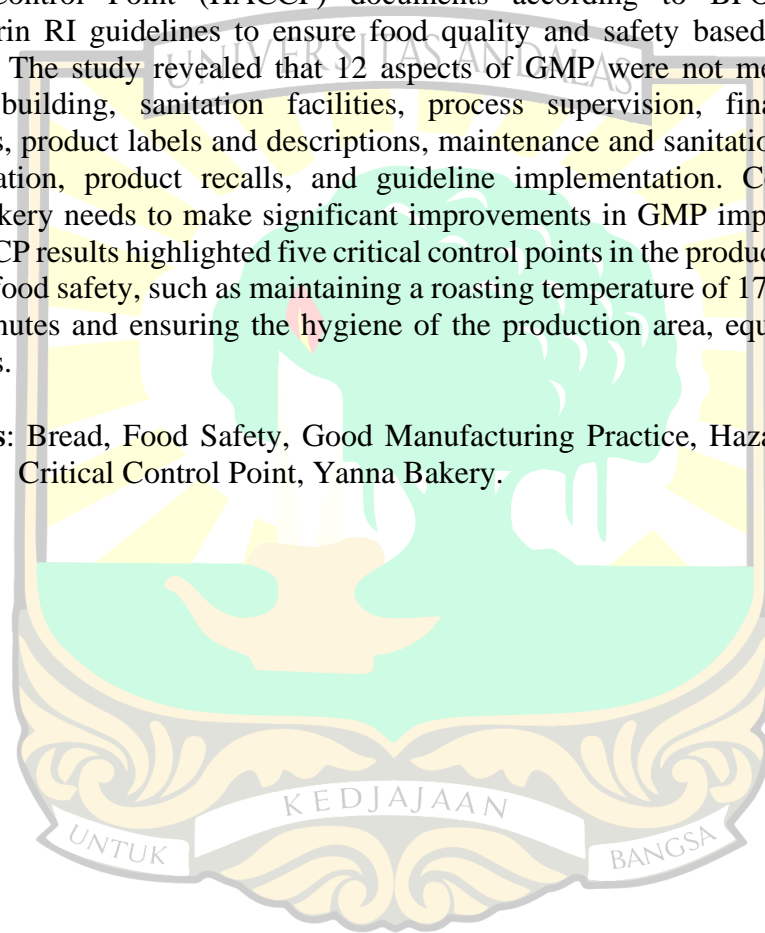 Control Point (HACCP) documents according to
rin RI guidelines to ensure food quality and safety based
The study revealed that 12 aspects of GMP were not me
building, sanitation facilities, process supervision, fina
s, product labels and descriptions, maintenance and sanitatio
ation, product recalls, and guideline implementation. C
kery needs to make significant improvements in GMP imp
CP results highlighted five critical control points in the produc
food safety, such as maintaining a roasting temperature of 17
nutes and ensuring the hygiene of the production area, equ
s.
s: Bread, Food Safety, Good Manufacturing Practice, Haza
Critical Control Point, Yanna Bakery.
UNIVERSITAS ANDALAS
KEDJAJAAN
UNTUK
BANGSA